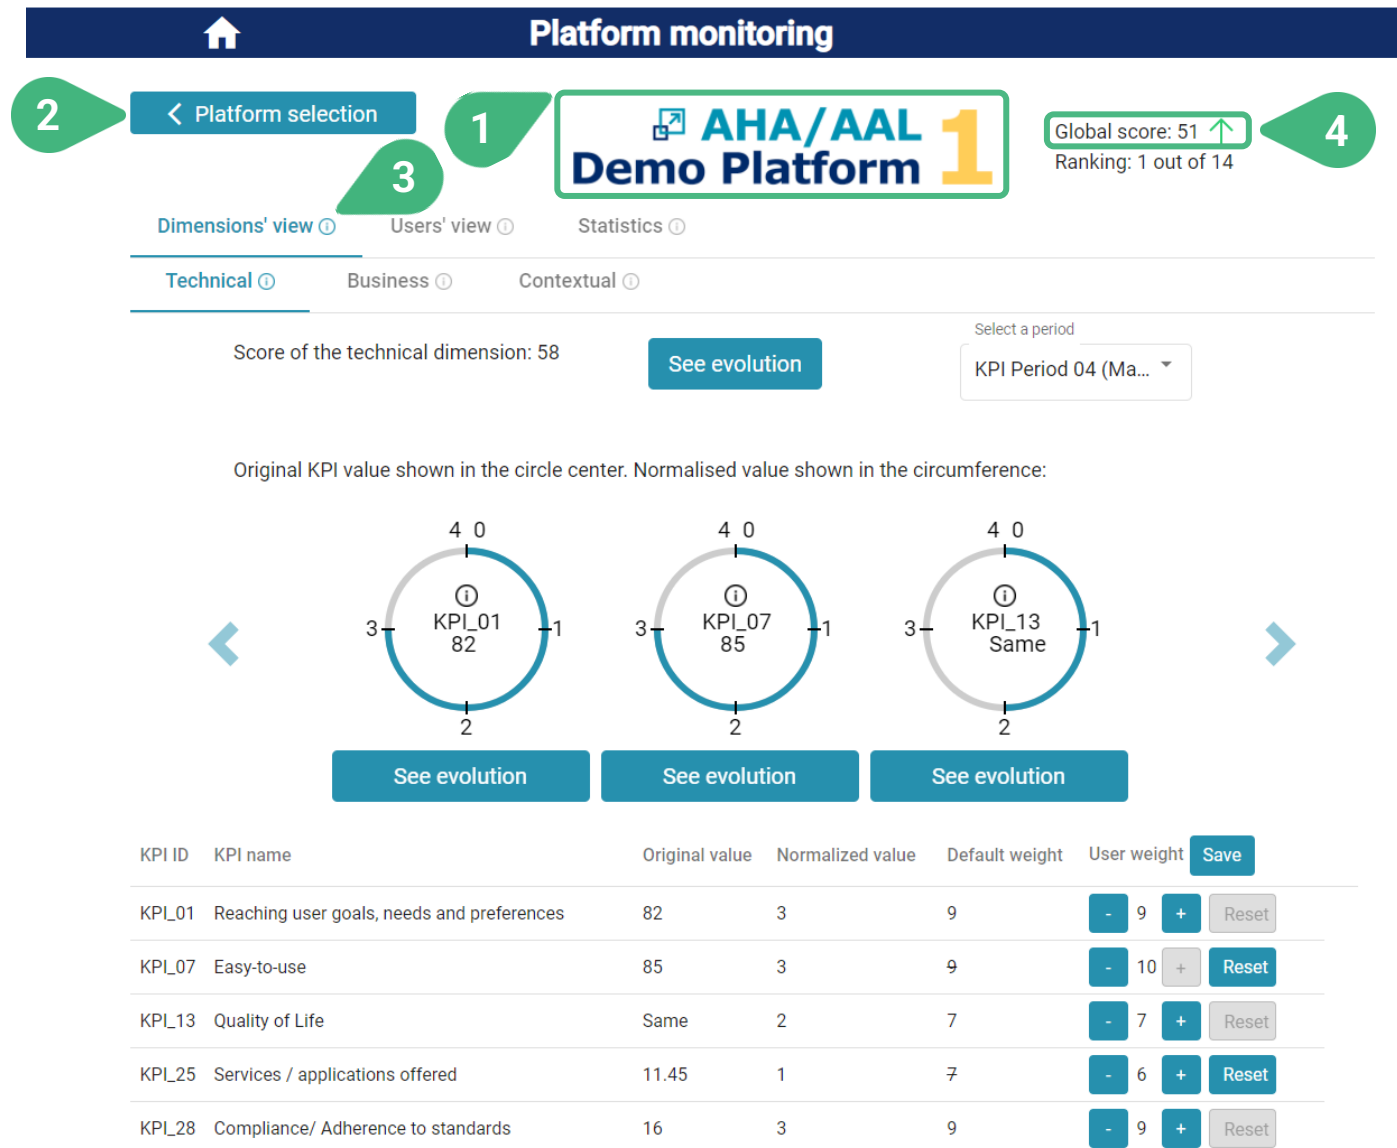 Platform monitoring
2
Platform selection
1
AHA/AAL
Demo Platform
1
Global score: 51
Ranking: 1 out of 14
4
3
Dimensions' view Users' view Statistics
Technical Business Contextual
Score of the technical dimension: 58
See evolution
Select a period
KPI Period 04 (Ma...
Original KPI value shown in the circle center. Normalised value shown in the circumference:
4 0 4 0 4 0
KPI_01 KPI_07 KPI_13
3 1 3 1 3 1
82 85 Same
2 2 2
See evolution See evolution See evolution
KPI ID KPI name Original value Normalized value Default weight User weight Save
KPI_01 Reaching user goals, needs and preferences 82 3 9 - 9 + Reset
KPI_07 Easy-to-use 85 3 9 - 10 + Reset
KPI_13 Quality of Life Same 2 7 - 7 + Reset
KPI_25 Services / applications offered 11.45 1 7 - 6 + Reset
KPI_28 Compliance/ Adherence to standards 16 3 9 - 9 + Reset